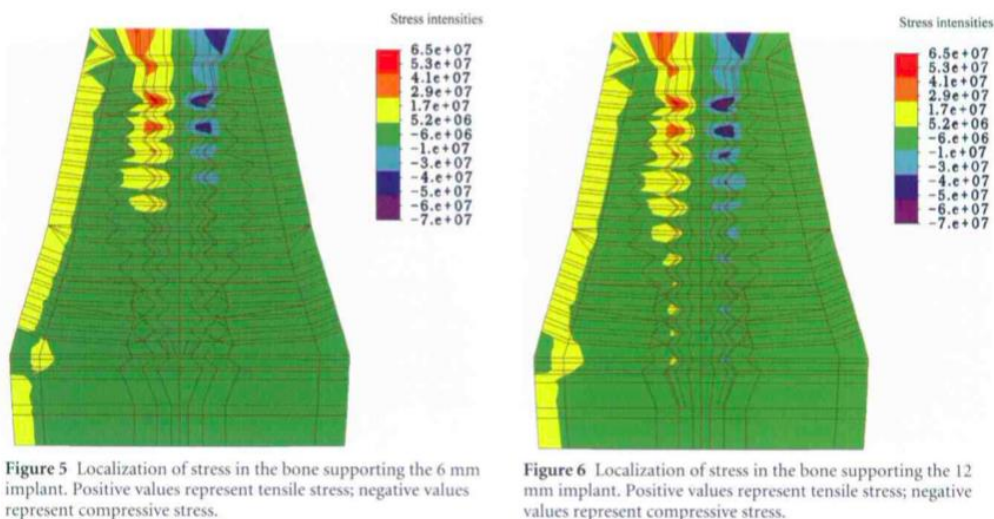 Stress intensities
6.5e+07
5.3e+07
4.1e+07
2.9e+07
1.7e+07
5.2e+06
-6.e+06
-1.e+07
-3.e+07
-4.e+07
-5.e+07
-6.e+07
-7.e+07
Figure 5 Localization of stress in the bone supporting the 6 mm
implant. Positive values represent tensile stress; negative values
represent compressive stress.
Stress intensities
6.5e+07
5.3e+07
4.1e+07
2.9e+07
1.7e+07
5.2e+06
-6.e+06
-1.e+07
-3.e+07
-4.e+07
-5.e+07
-6.e+07
-7.e+07
Figure 6 Localization of stress in the bone supporting the 12
mm implant. Positive values represent tensile stress; negative
values represent compressive stress.